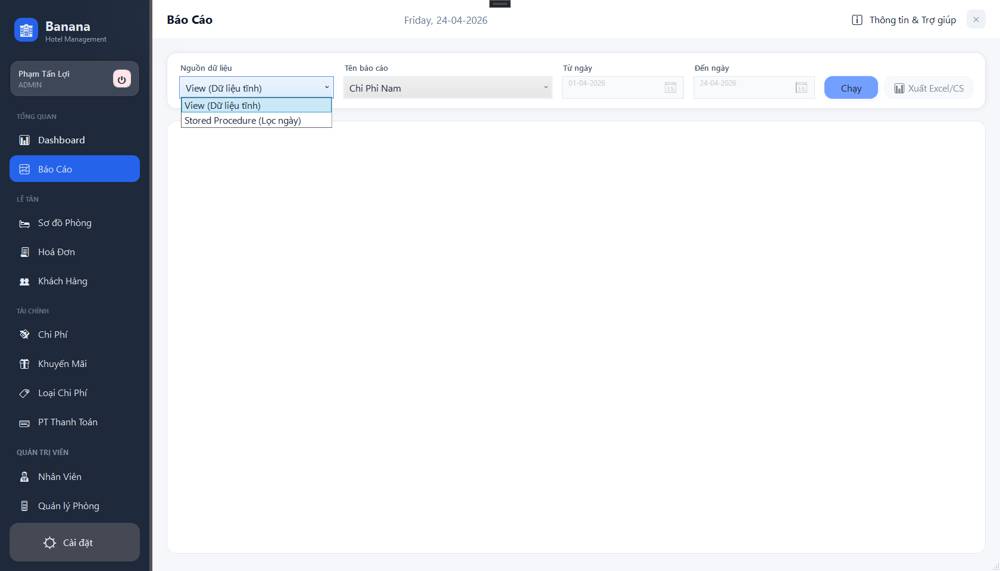 Banana
Hotel Management
Phạm Tấn Lợi
ADMIN
TỔNG QUAN
Dashboard
Báo Cáo
LỄ TÂN
Sơ đồ Phòng
Hoá Đơn
Khách Hàng
TÀI CHÍNH
Chi Phí
Khuyến Mãi
Loại Chi Phí
PT Thanh Toán
QUẢN TRỊ VIÊN
Nhân Viên
Quản lý Phòng
Cài đặt
Báo Cáo
Friday, 24-04-2026
Thông tin & Trợ giúp
Nguồn dữ liệu
Tên báo cáo
Từ ngày
Đến ngày
View (Dữ liệu tĩnh)
Chi Phi Nam
01-04-2026
15
24-04-2026
15
Chạy
Xuất Excel/CS
View (Dữ liệu tĩnh)
Stored Procedure (Lọc ngày)